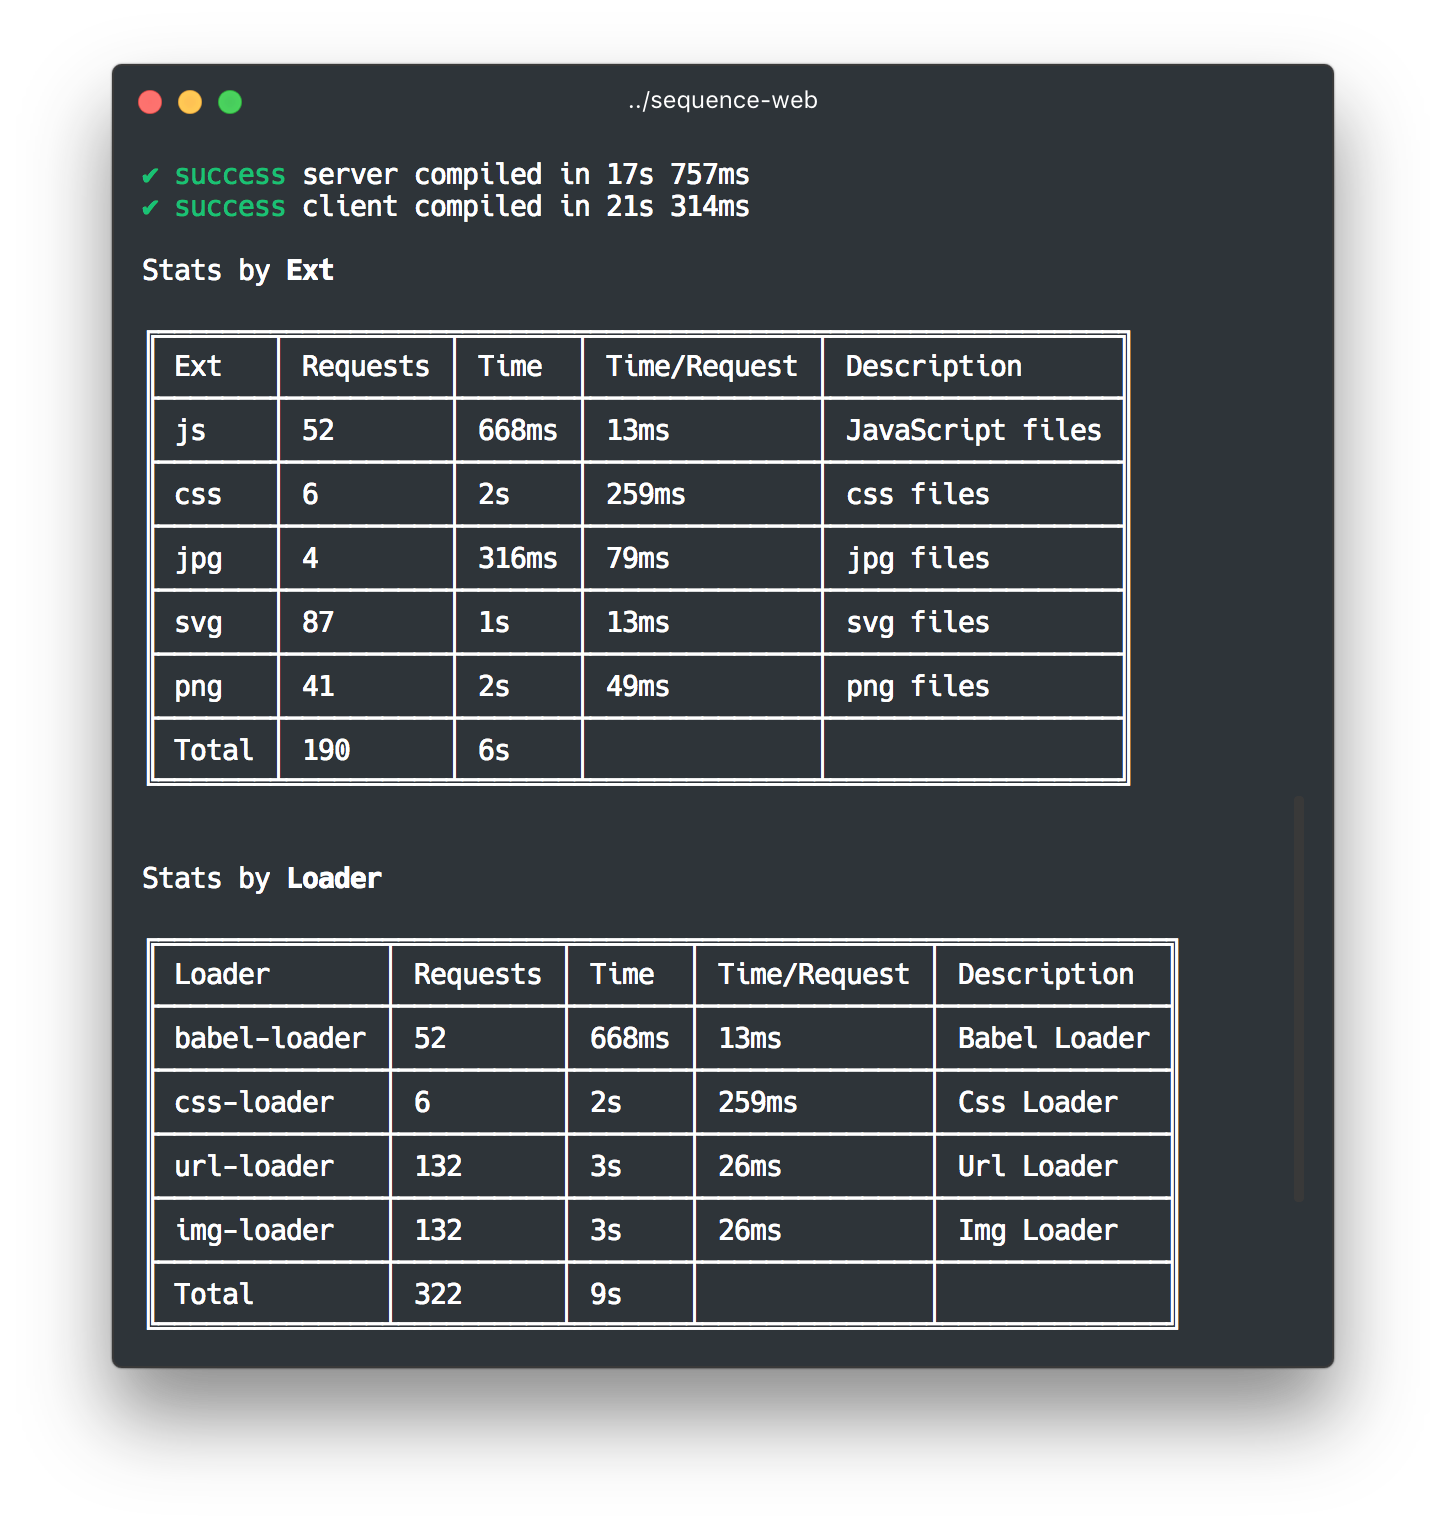 ../sequence-web
✔ success server compiled in 17s 757ms
✔ success client compiled in 21s 314ms
Stats by Ext
Ext Requests Time Time/Request Description
js 52 668ms 13ms JavaScript files
css 6 2s 259ms css files
jpg 4 316ms 79ms jpg files
svg 87 1s 13ms svg files
png 41 2s 49ms png files
Total 190 6s
Stats by Loader
Loader Requests Time Time/Request Description
babel-loader 52 668ms 13ms Babel Loader
css-loader 6 2s 259ms Css Loader
url-loader 132 3s 26ms Url Loader
img-loader 132 3s 26ms Img Loader
Total 322 9s